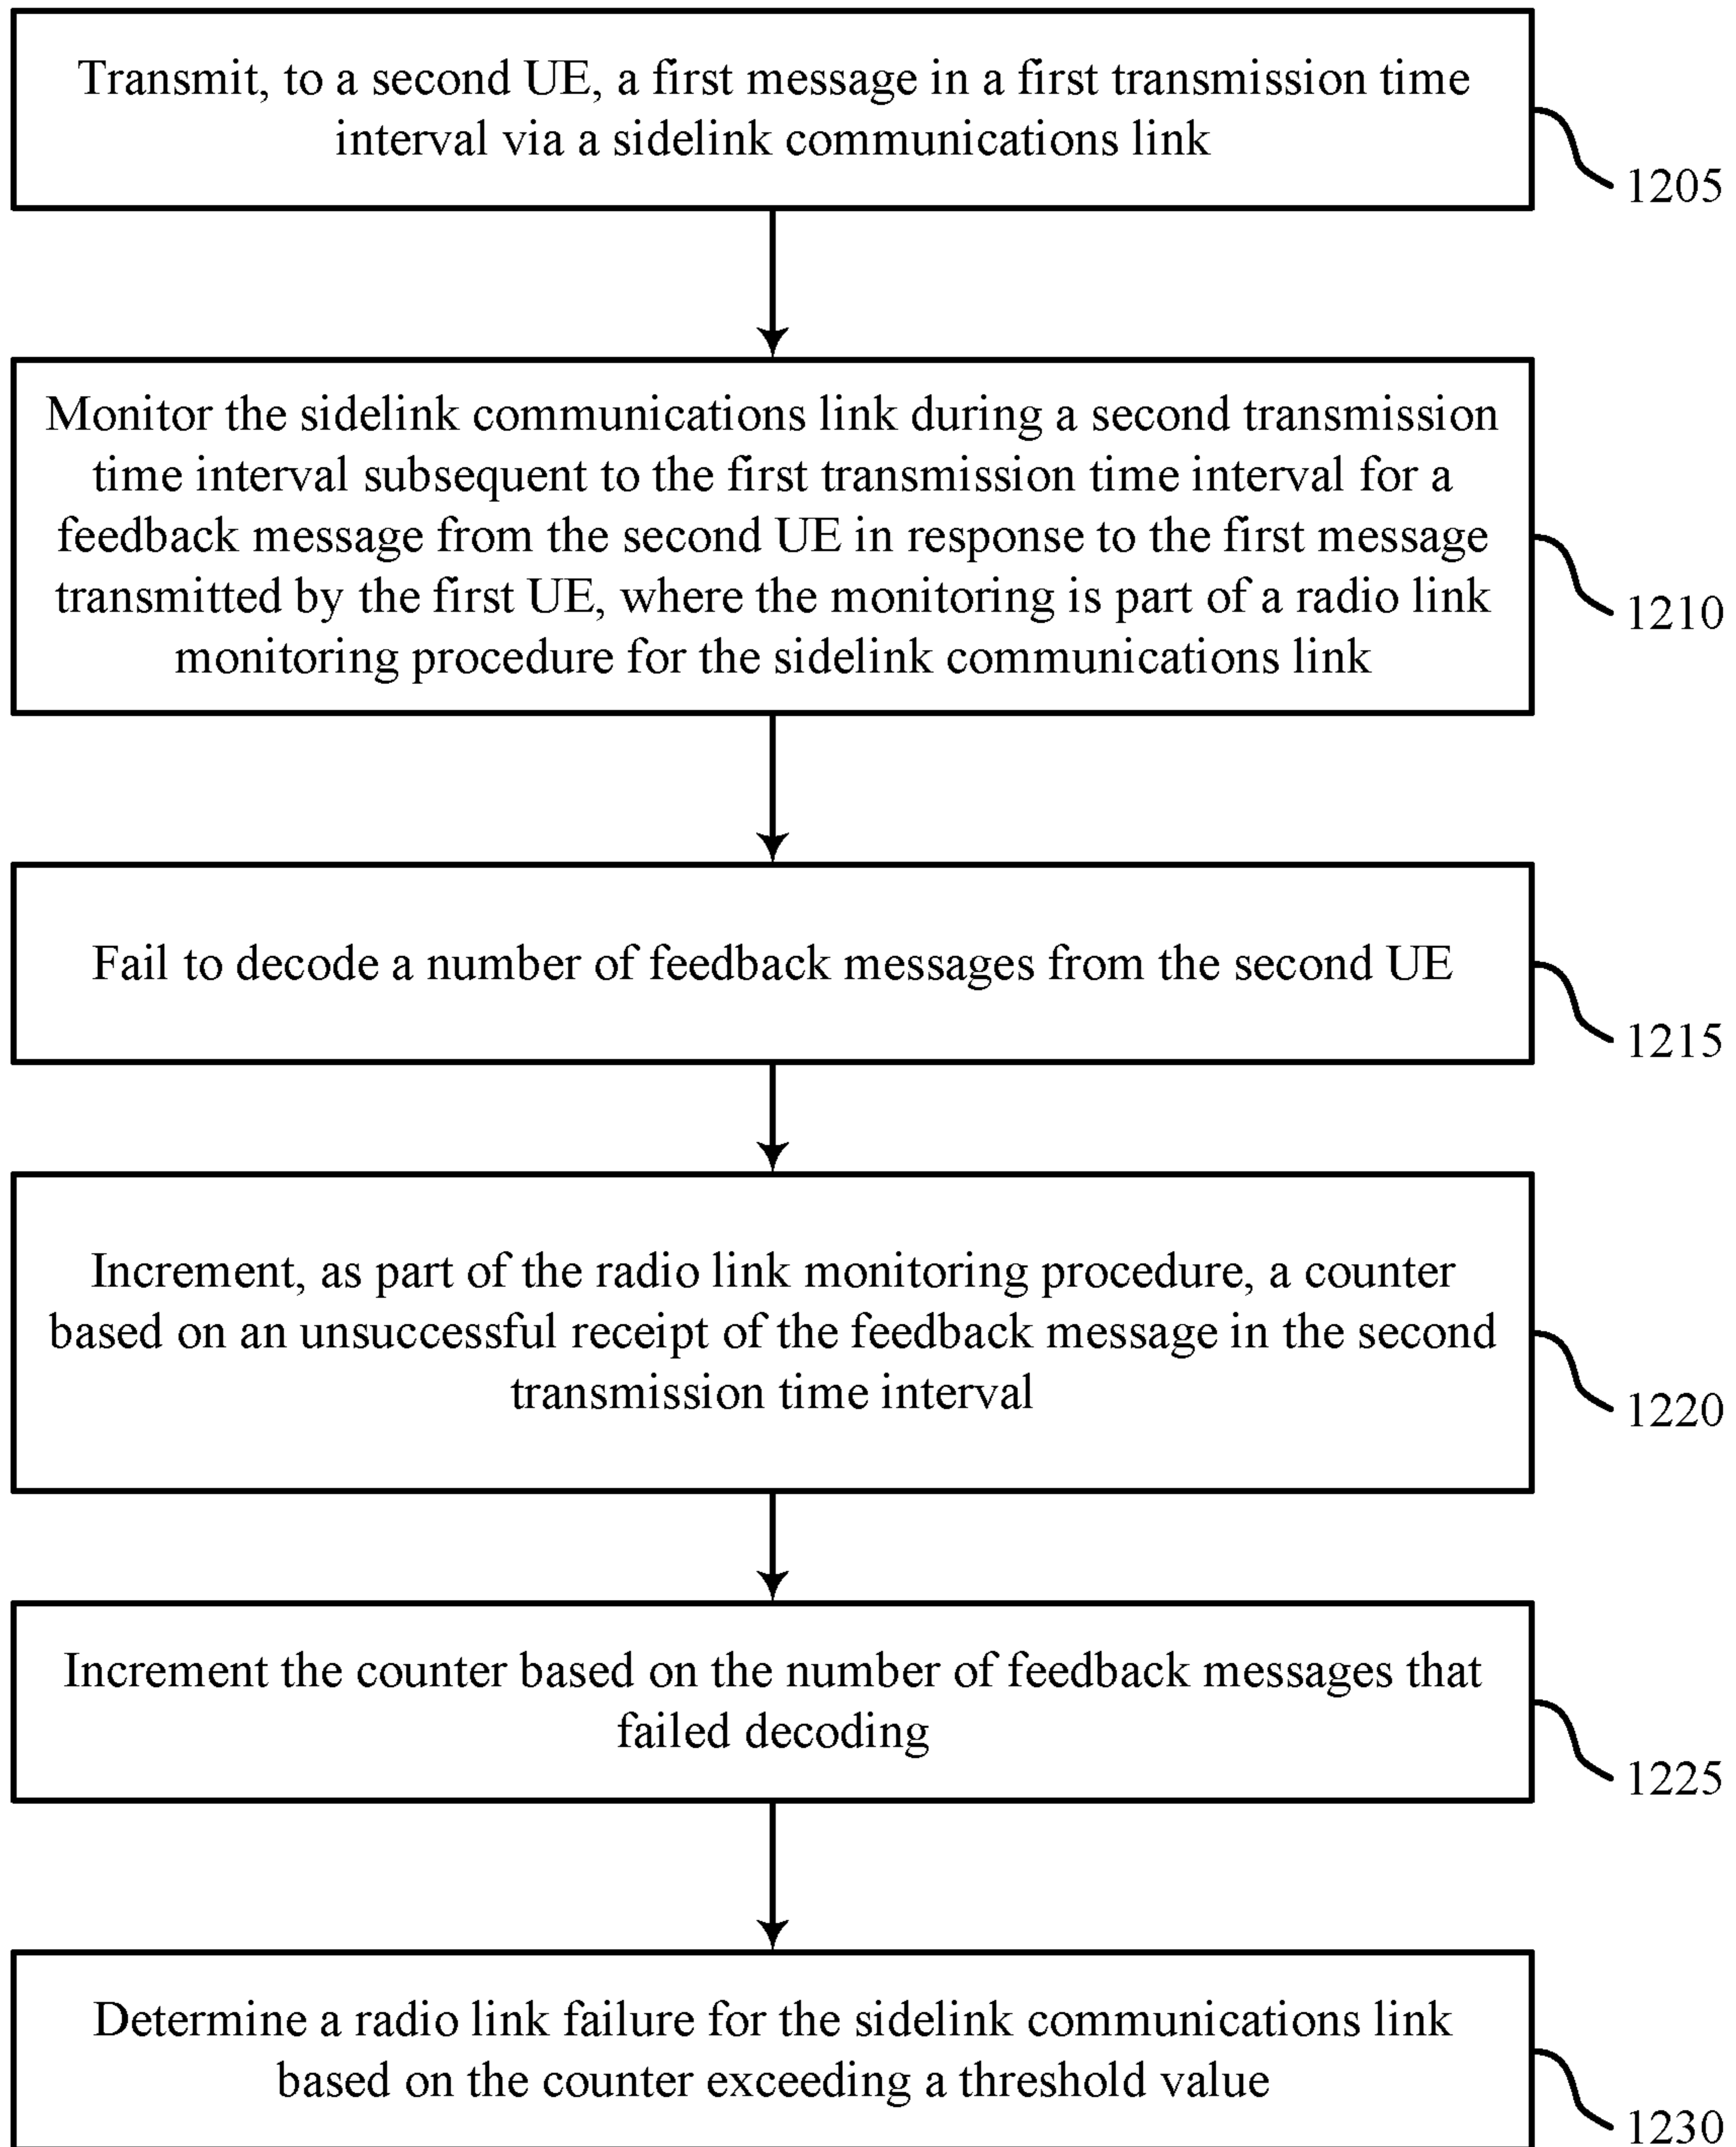 Transmit, to a second UE, a first message in a first transmission time
interval via a sidelink communications link
1205
Monitor the sidelink communications link during a second transmission
time interval subsequent to the first transmission time interval for a
feedback message from the second UE in response to the first message
transmitted by the first UE, where the monitoring is part of a radio link
monitoring procedure for the sidelink communications link
1210
Fail to decode a number of feedback messages from the second UE
1215
Increment, as part of the radio link monitoring procedure, a counter
based on an unsuccessful receipt of the feedback message in the second
transmission time interval
1220
Increment the counter based on the number of feedback messages that
failed decoding
1225
Determine a radio link failure for the sidelink communications link
based on the counter exceeding a threshold value
1230